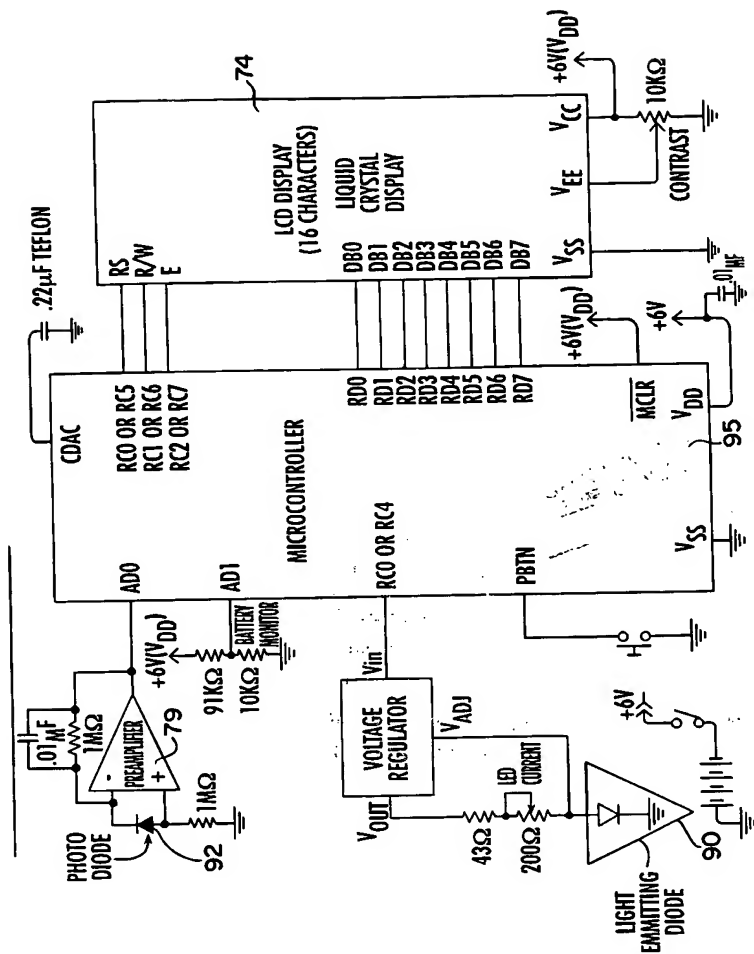 .22µF TEFLON
CDAC
RC0 OR RC5
RC1 OR RC6
RC2 OR RC7
RS
R/W
E
LCD DISPLAY
(16 CHARACTERS)
LIQUID
CRYSTAL
DISPLAY
74
.01 MF
1MΩ
PREAMPLIFIER
-
+
79
PHOTO
DIODE
92
1MΩ
AD0
+6V(VDD)
91KΩ
10KΩ
BATTERY
MONITOR
AD1
MICROCONTROLLER
RD0
RD1
RD2
RD3
RD4
RD5
RD6
RD7
DB0
DB1
DB2
DB3
DB4
DB5
DB6
DB7
VSS
VEE
VCC
+6V(VDD)
10KΩ
CONTRAST
VOLTAGE
REGULATOR
Vin
VOUT
VADJ
RC0 OR RC4
43Ω
200Ω
LED
CURRENT
LIGHT
EMMITTING
DIODE
90
+6V
PBTN
VSS
VDD
MCLR
95
+6V(VDD)
+6V
.01 MF